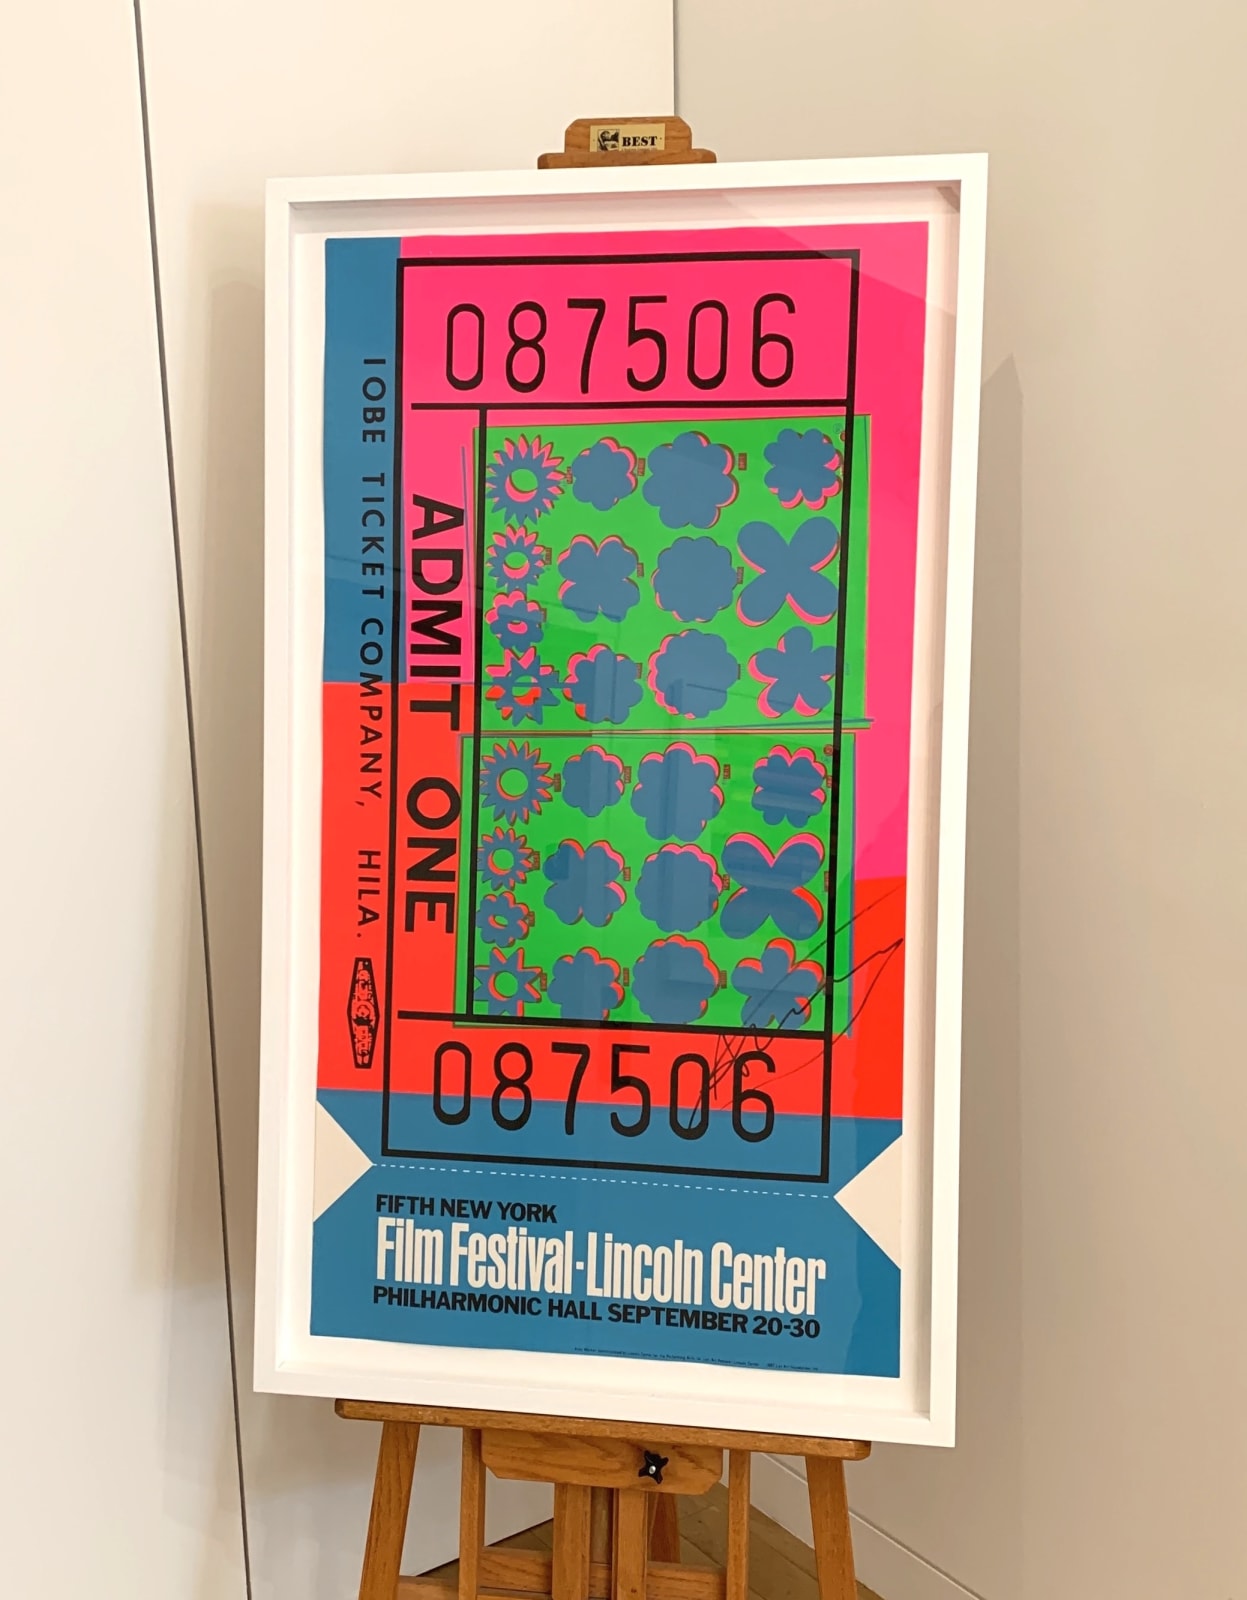 BEST
087506
IOBE TICKET COMPANY, HILA.
ADMIT ONE
087506
FIFTH NEW YORK
Film Festival·Lincoln Center
PHILHARMONIC HALL SEPTEMBER 20-30